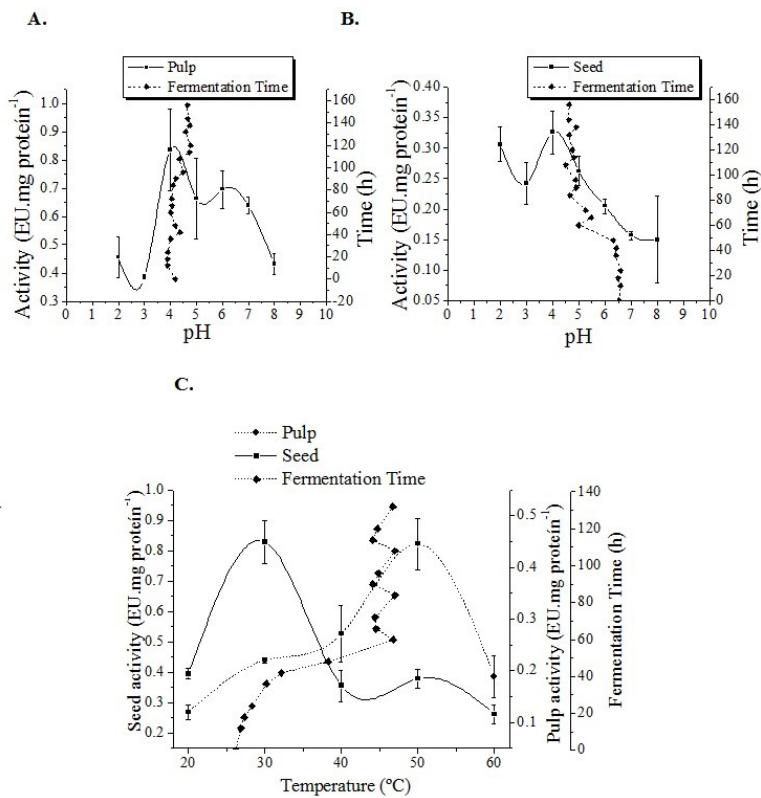 A.
B.
Pulp
Fermentation Time
Seed
Fermentation Time
Activity (EU.mg proteín-1)
1.0
0.9
0.8
0.7
0.6
0.5
0.4
0.3
0 1 2 3 4 5 6 7 8 9 10
pH
160
140
120
100
80
60
40
20
0
-20
Time (h)
Activity (EU.mg proteín-1)
0.40
0.35
0.30
0.25
0.20
0.15
0.10
0.05
0 1 2 3 4 5 6 7 8 9 10
pH
160
140
120
100
80
60
40
20
0
Time (h)
C.
Pulp
Seed
Fermentation Time
Seed activity (EU.mg proteín-1)
1.0
0.9
0.8
0.7
0.6
0.5
0.4
0.3
0.2
20 30 40 50 60
Temperature (ºC)
0.5
0.4
0.3
0.2
0.1
Pulp activity (EU.mg proteín-1)
140
120
100
80
60
40
20
0
Fermentation Time (h)